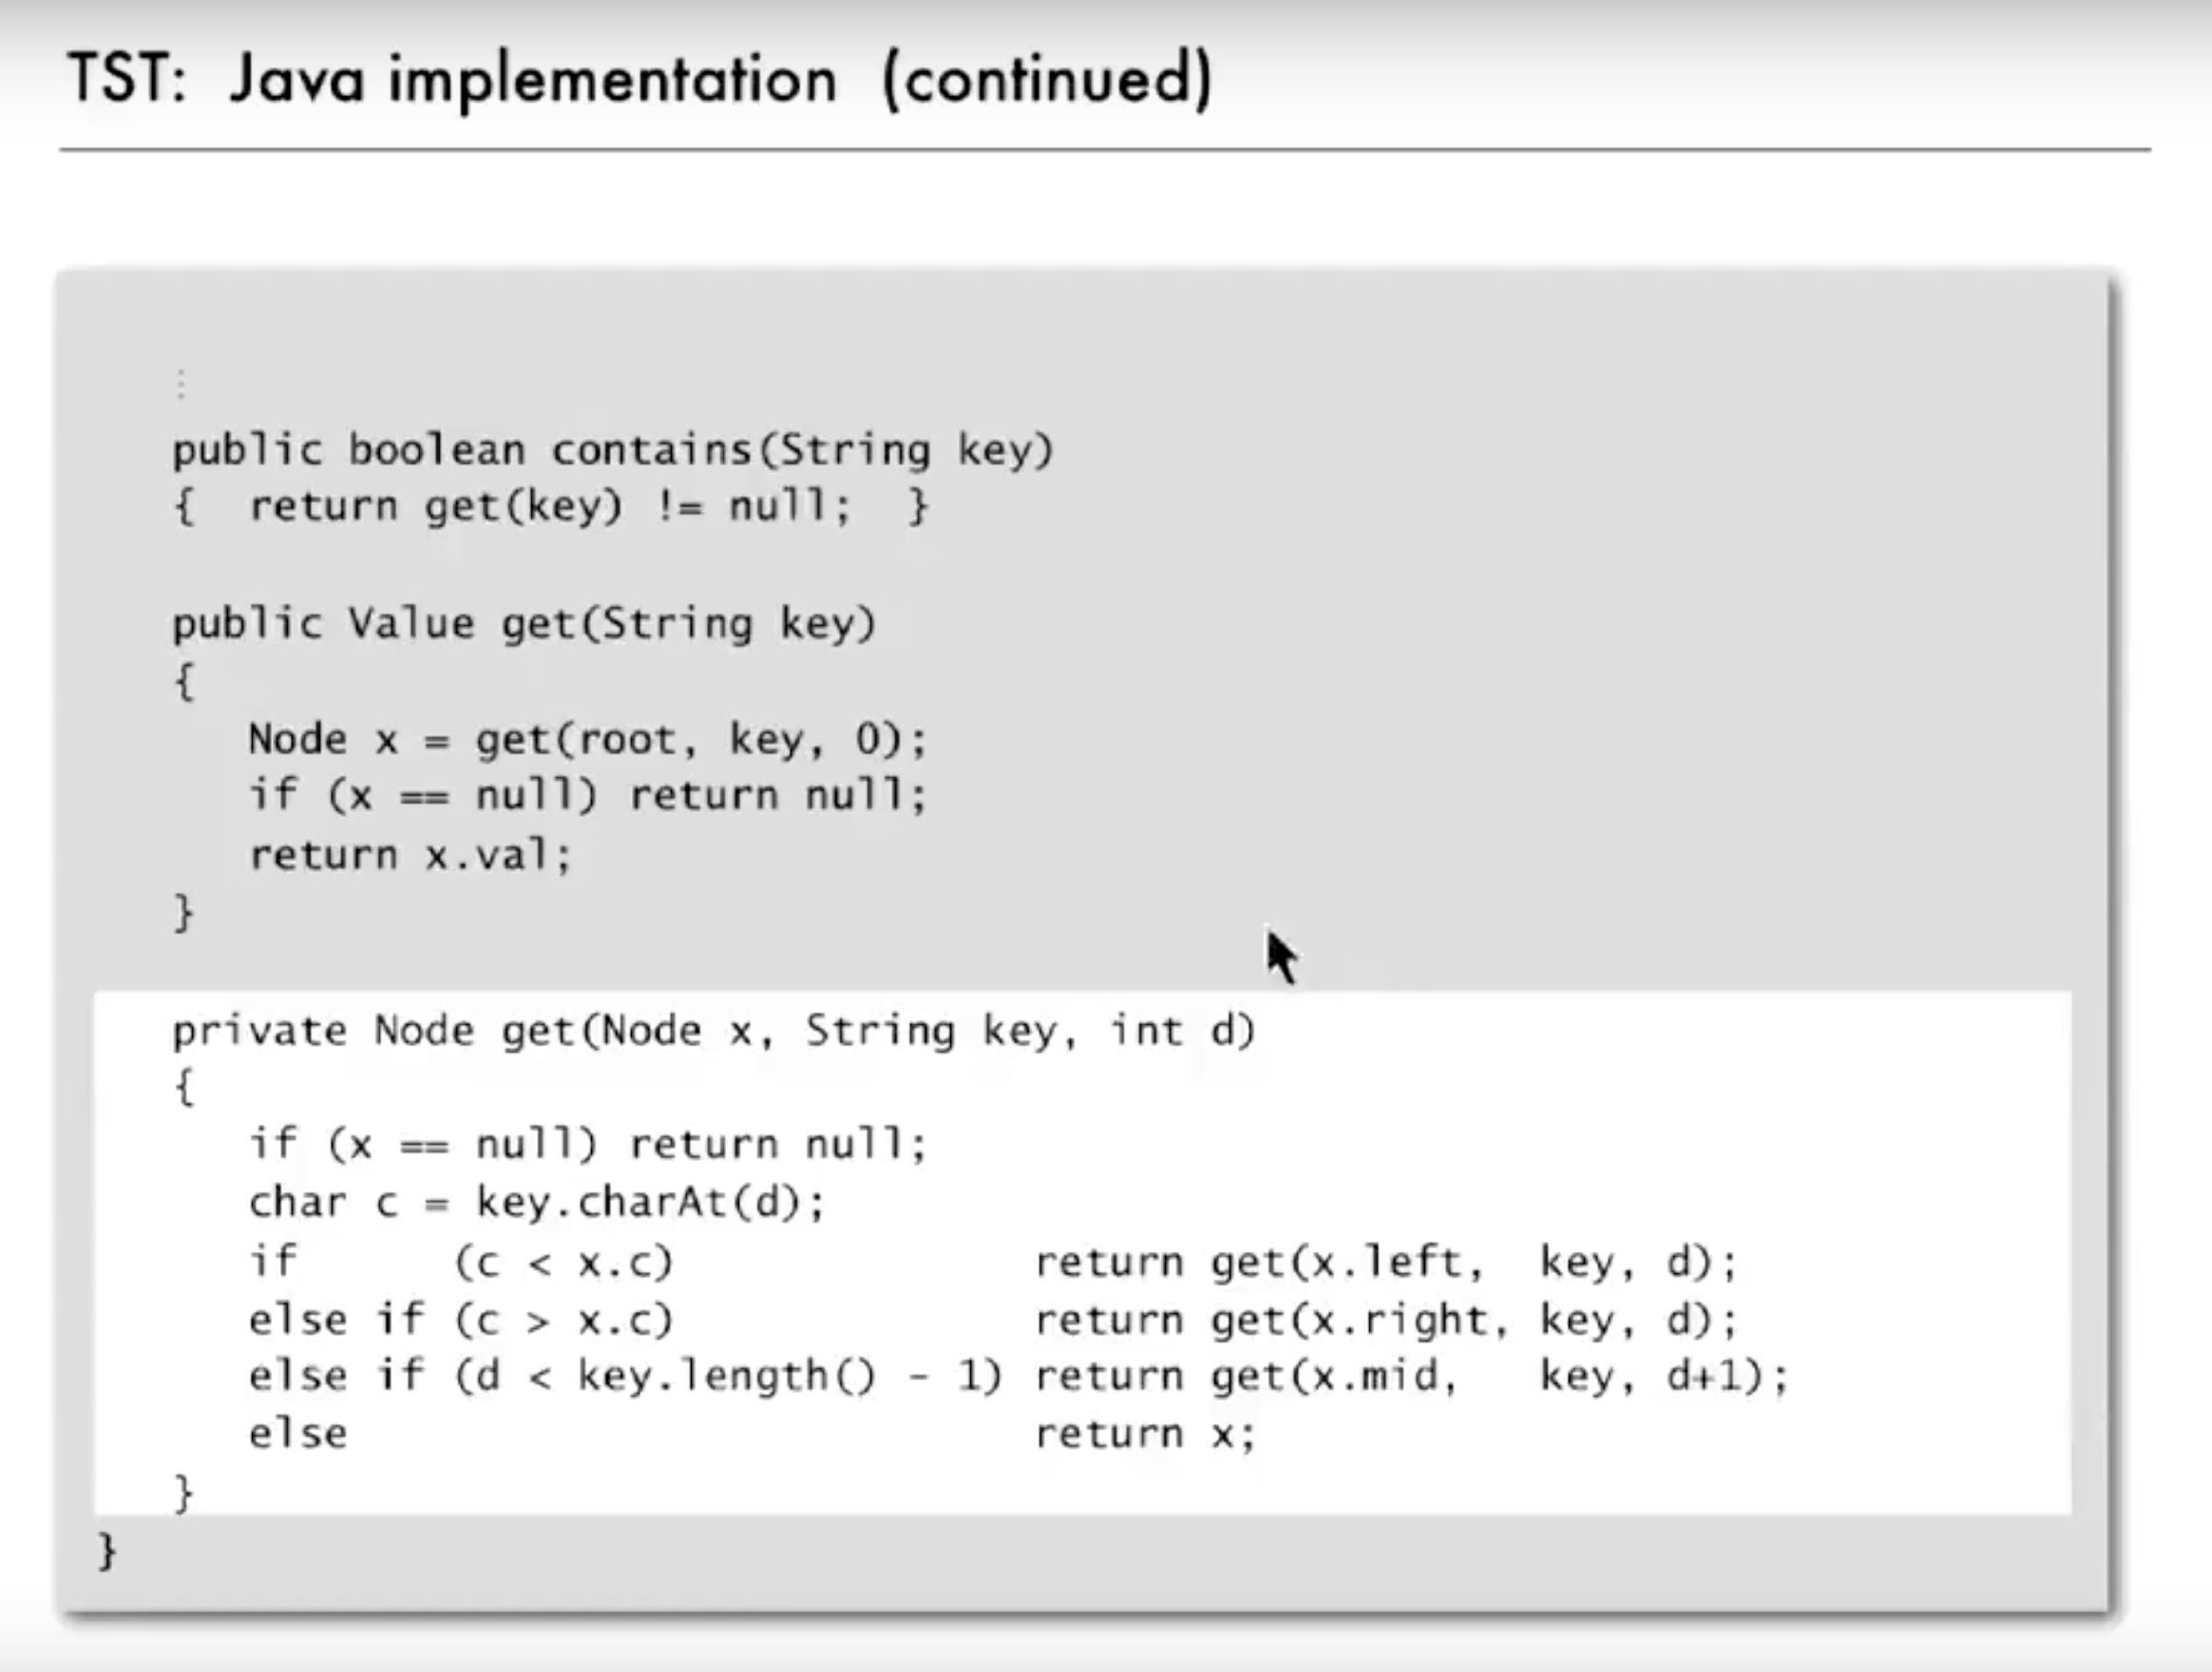 TST: Java implementation (continued)
⋮
public boolean contains(String key)
{ return get(key) != null; }
public Value get(String key)
{
Node x = get(root, key, 0);
if (x == null) return null;
return x.val;
}
private Node get(Node x, String key, int d)
{
if (x == null) return null;
char c = key.charAt(d);
if (c < x.c) return get(x.left, key, d);
else if (c > x.c) return get(x.right, key, d);
else if (d < key.length() - 1) return get(x.mid, key, d+1);
else return x;
}
}